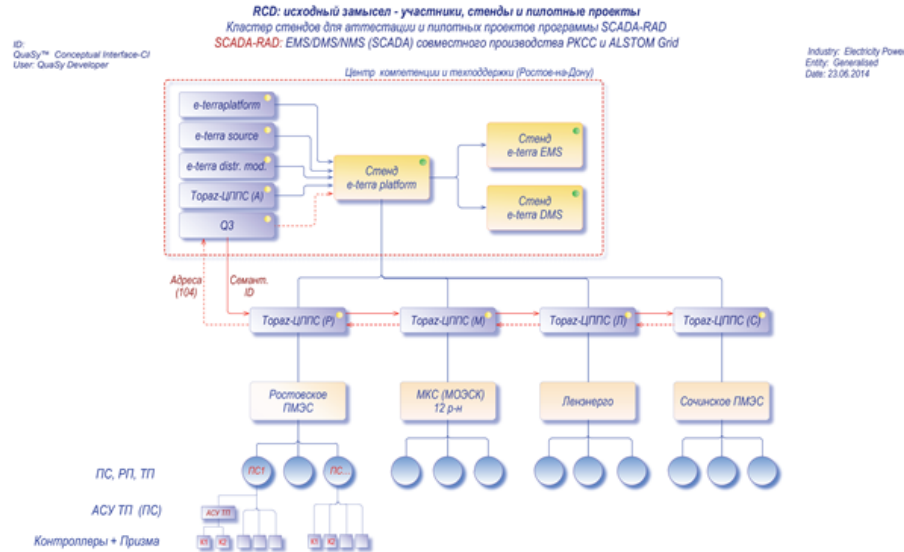 RCD: исходный замысел - участники, стенды и пилотные проекты
Кластер стендов для аттестации и пилотных проектов программы SCADA-RAD
SCADA-RAD: EMS/DMS/NMS (SCADA) совместного производства РКСС и ALSTOM Grid
ID:
QuaSy™ Conceptual Interface-CI
User: QuaSy Developer
Industry: Electricity Power
Entity: Generalised
Date: 23.06.2014
Центр компетенции и техподдержки (Ростов-на-Дону)
e-terraplatform
e-terra source
e-terra distr. mod.
Топаз-ЦППС (А)
Q3
Стенд
e-terra platform
Стенд
e-terra EMS
Стенд
e-terra DMS
Адреса
(104)
Семант.
ID
Топаз-ЦППС (Р)
Топаз-ЦППС (М)
Топаз-ЦППС (Л)
Топаз-ЦППС (С)
Ростовское
ПМЭС
МКС (МОЭСК)
12 р-н
Ленэнерго
Сочинское ПМЭС
ПС, РП, ТП
ПС1
ПС...
АСУ ТП (ПС)
АСУ ТП
Контроллеры + Призма
К1
К2
К1
К2